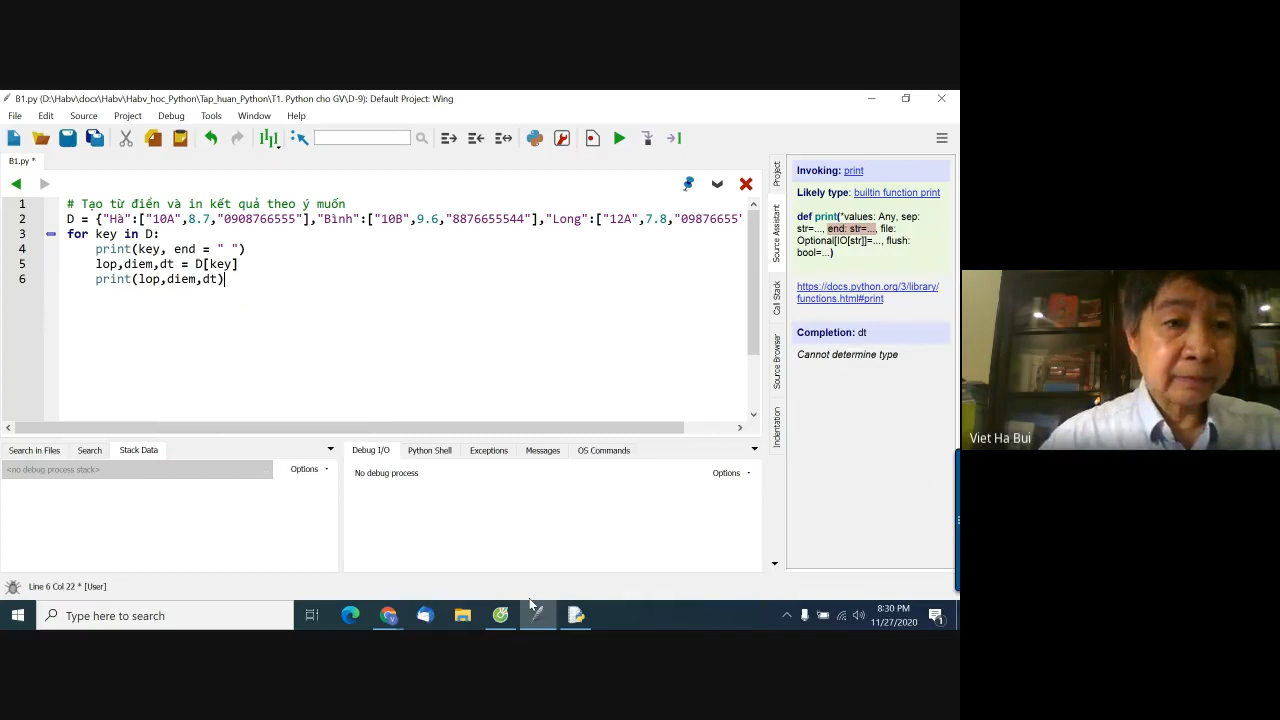 B1.py (D:\Habv\docx\Habv\Habv_hoc_Python\Tap_huan_Python\T1. Python cho GV\D-9): Default Project: Wing
File Edit Source Project Debug Tools Window Help
B1.py *
1 # Tạo từ điển và in kết quả theo ý muốn
2 D = {"Hà":["10A",8.7,"0908766555"],"Bình":["10B",9.6,"8876655544"],"Long":["12A",7.8,"09876655'
3 for key in D:
4 print(key, end = " ")
5 lop,diem,dt = D[key]
6 print(lop,diem,dt)
Project
Source Assistant
Call Stack
Source Browser
Indentation
Invoking: print
Likely type: builtin function print
def print(*values: Any, sep:
str=..., end: str=..., file:
Optional[IO[str]]=..., flush:
bool=...)
https://docs.python.org/3/library/
functions.html#print
Completion: dt
Cannot determine type
Viet Ha Bui
Search in Files Search Stack Data
<no debug process stack> Options
Debug I/O Python Shell Exceptions Messages OS Commands
No debug process Options
Line 6 Col 22 * [User]
Type here to search
8:30 PM
11/27/2020
1